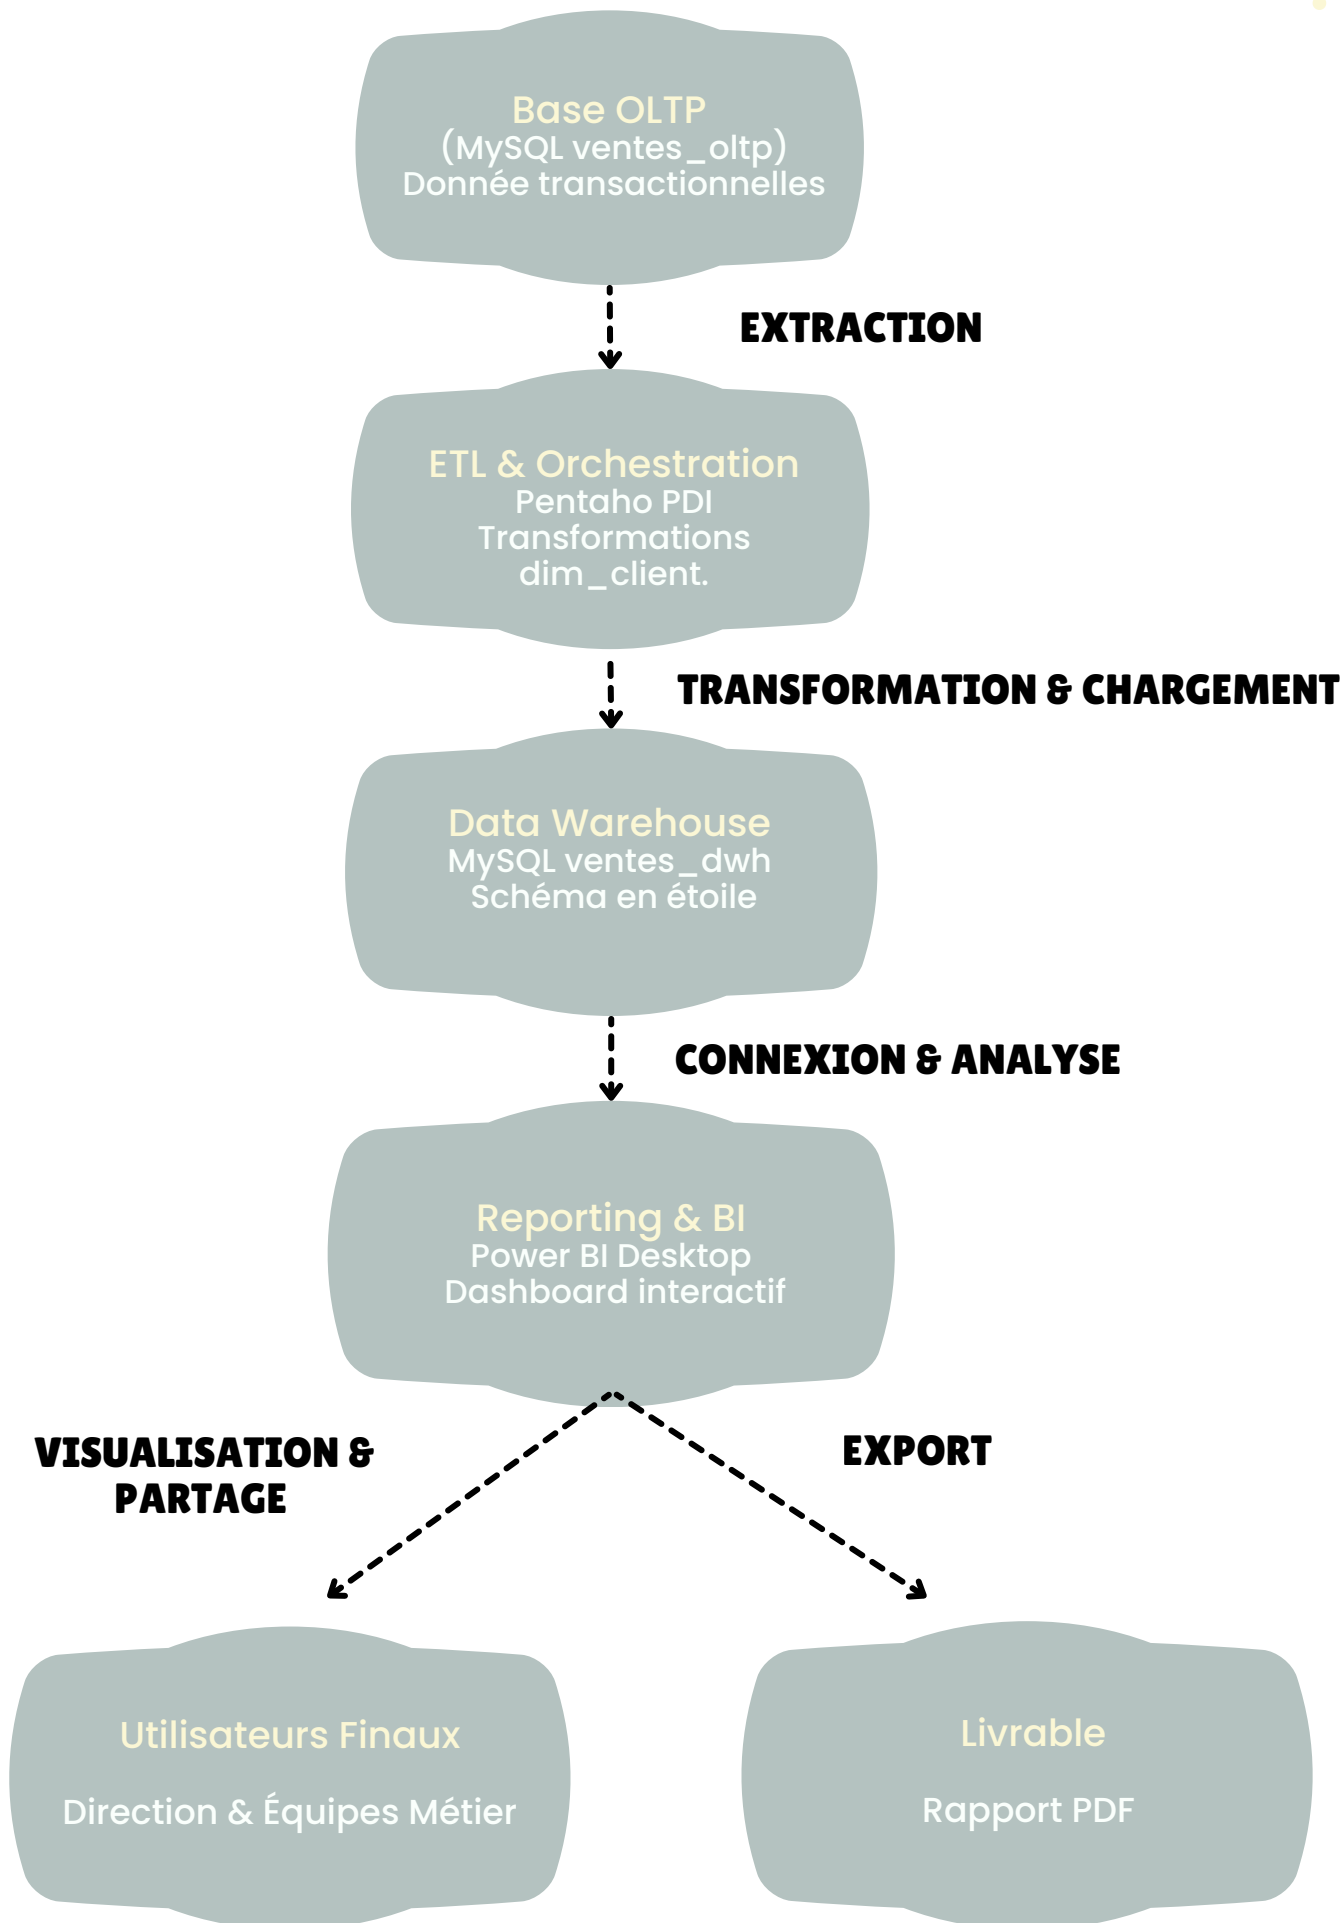 Base OLTP
(MySQL ventes_oltp)
Donnée transactionnelles
EXTRACTION
ETL & Orchestration
Pentaho PDI
Transformations
dim_client.
TRANSFORMATION & CHARGEMENT
Data Warehouse
MySQL ventes_dwh
Schéma en étoile
CONNEXION & ANALYSE
Reporting & BI
Power BI Desktop
Dashboard interactif
VISUALISATION &
PARTAGE
EXPORT
Utilisateurs Finaux
Direction & Équipes Métier
Livrable
Rapport PDF